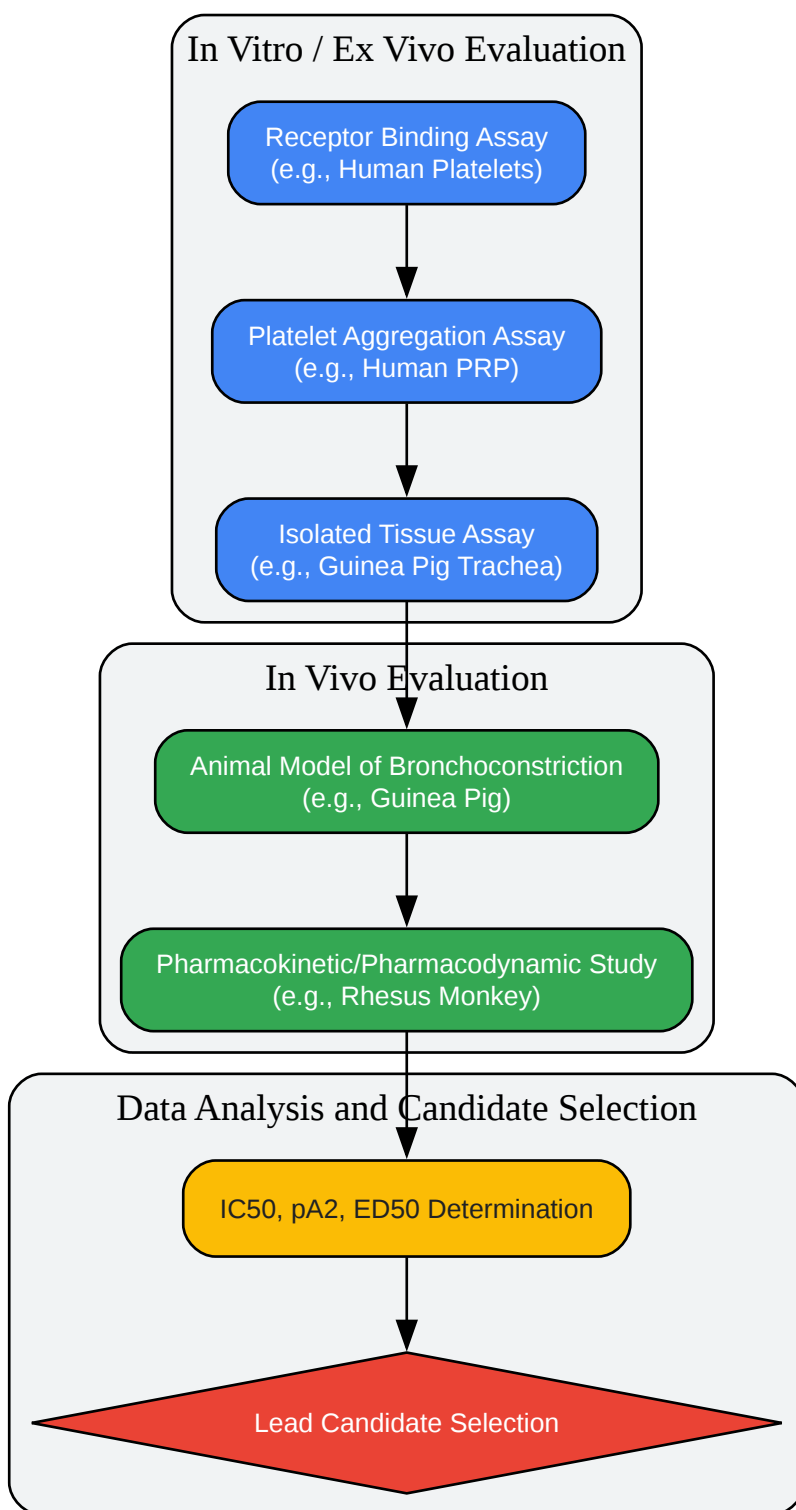 In Vitro / Ex Vivo Evaluation
Receptor Binding Assay
(e.g., Human Platelets)
Platelet Aggregation Assay
(e.g., Human PRP)
Isolated Tissue Assay
(e.g., Guinea Pig Trachea)
In Vivo Evaluation
Animal Model of Bronchoconstriction
(e.g., Guinea Pig)
Pharmacokinetic/Pharmacodynamic Study
(e.g., Rhesus Monkey)
Data Analysis and Candidate Selection
IC50, pA2, ED50 Determination
Lead Candidate Selection